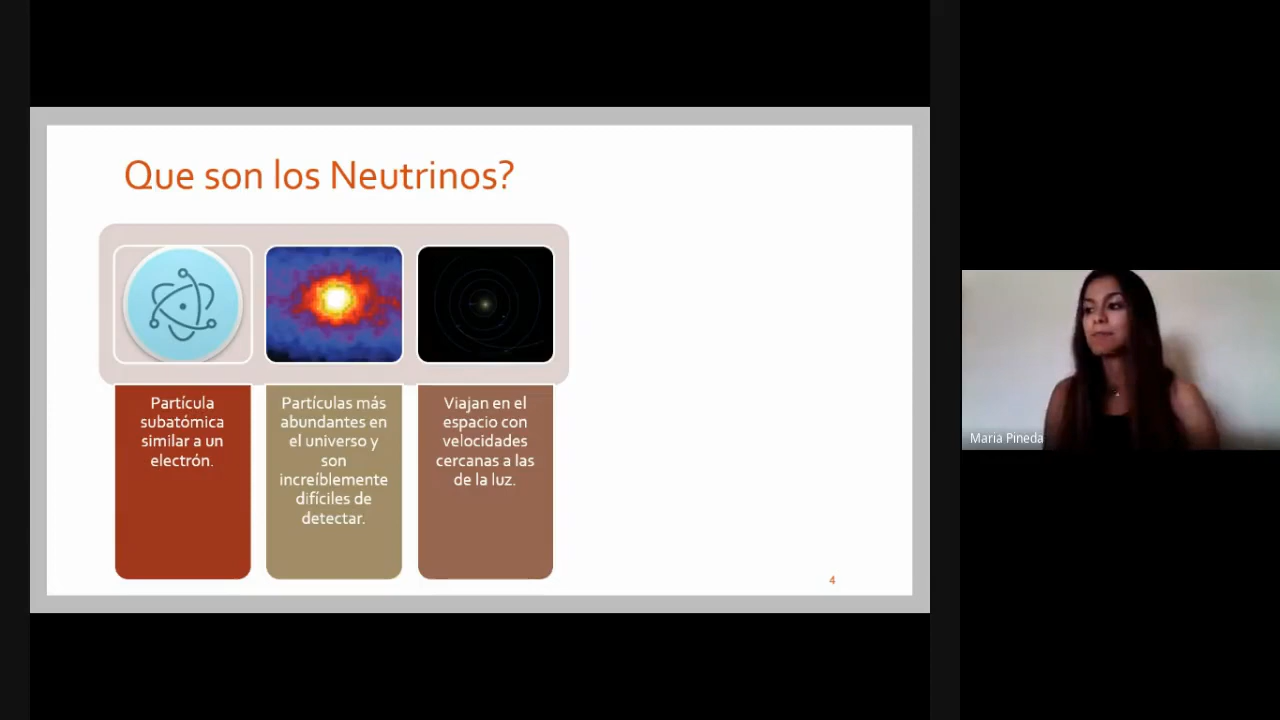 Que son los Neutrinos?
Partícula
subatómica
similar a un
electrón.
Partículas más
abundantes en
el universo y
son
increíblemente
difíciles de
detectar.
Viajan en el
espacio con
velocidades
cercanas a las
de la luz.
4
Maria Pineda